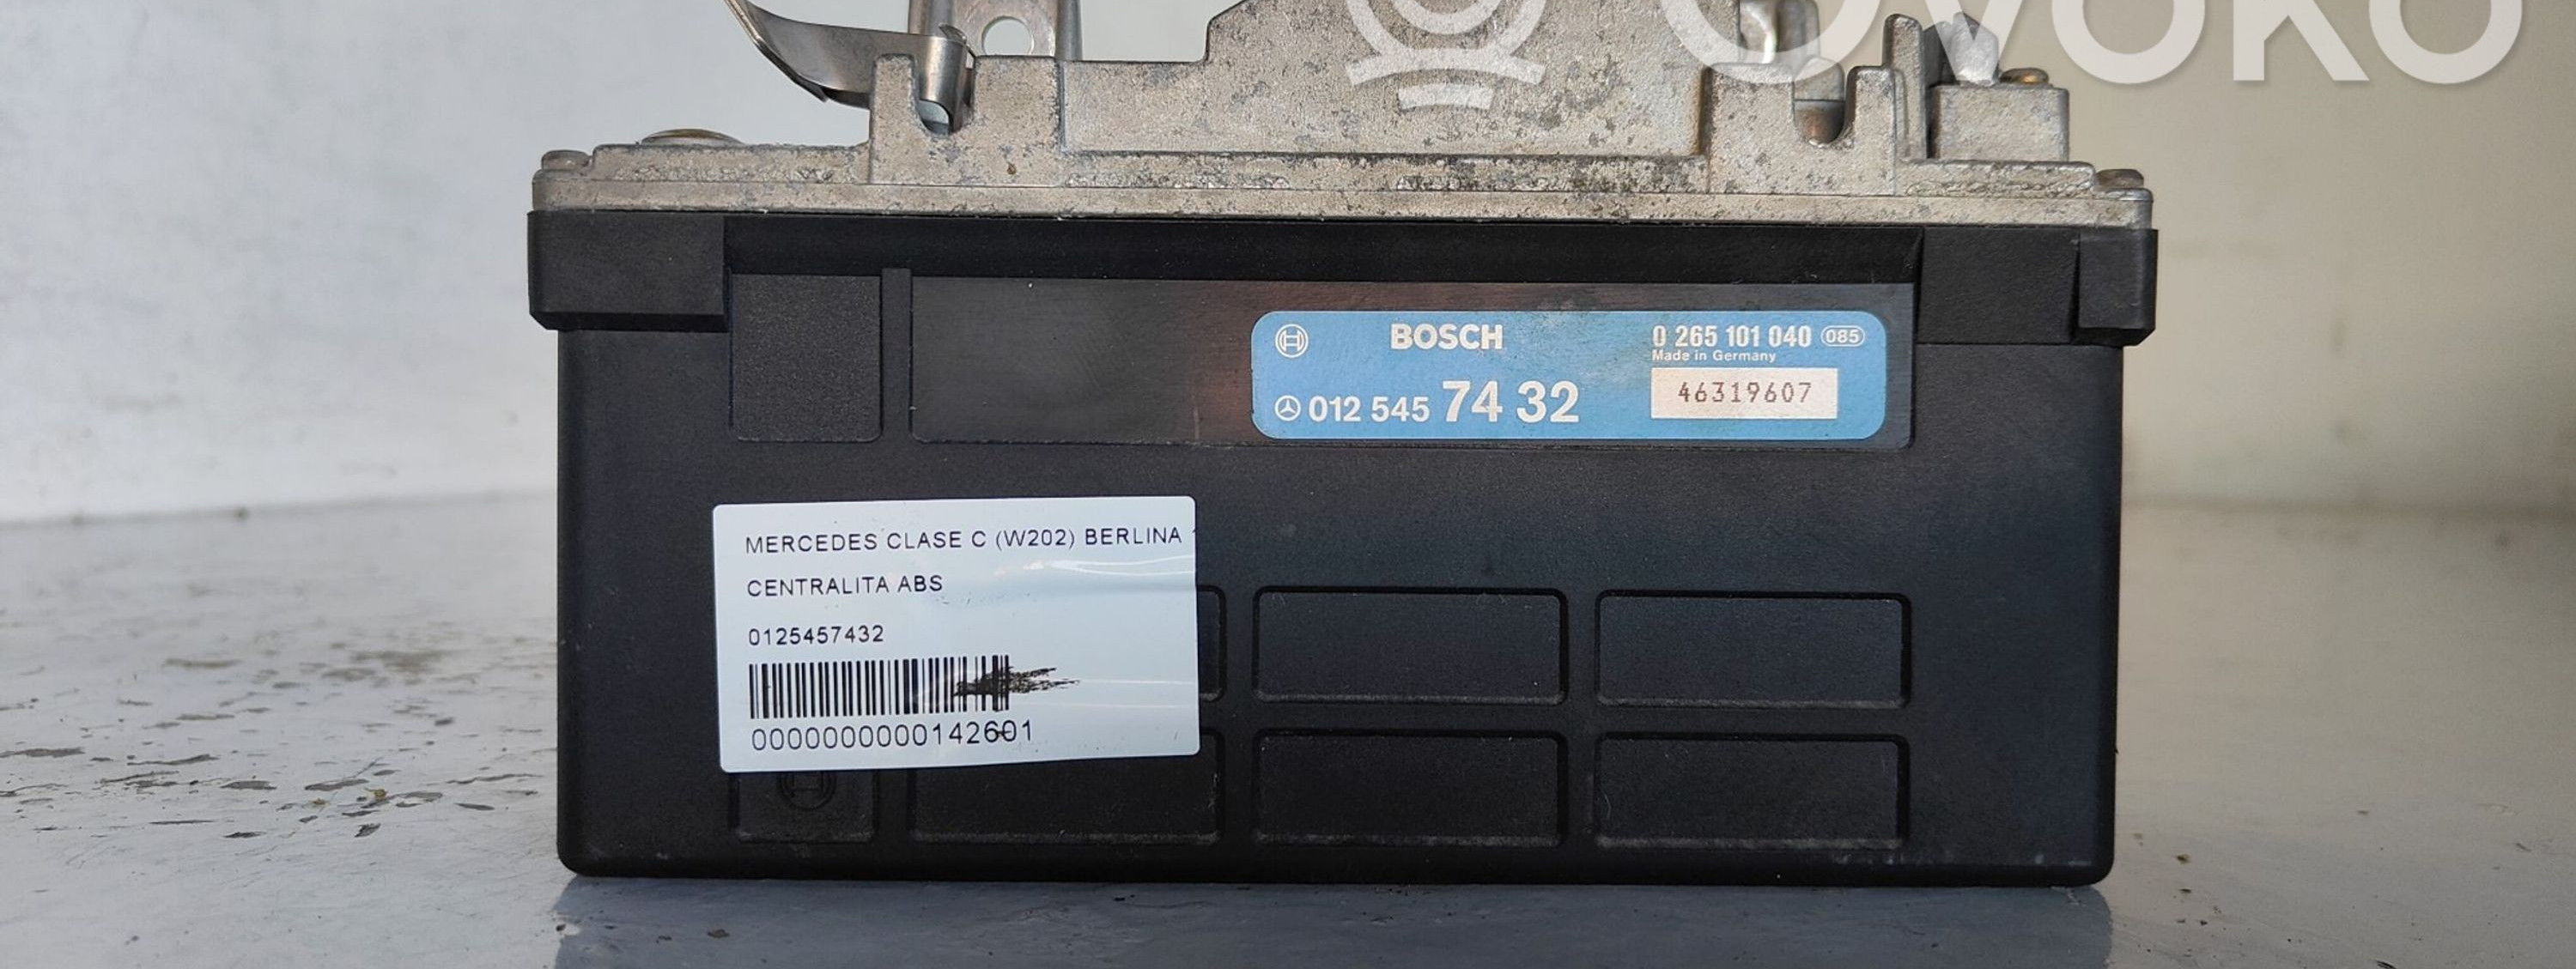 OVOKO
BOSCH
0 265 101 040 085
Made in Germany
012 545 74 32
46319607
MERCEDES CLASE C (W202) BERLINA
CENTRALITA ABS
0125457432
0000000000142601